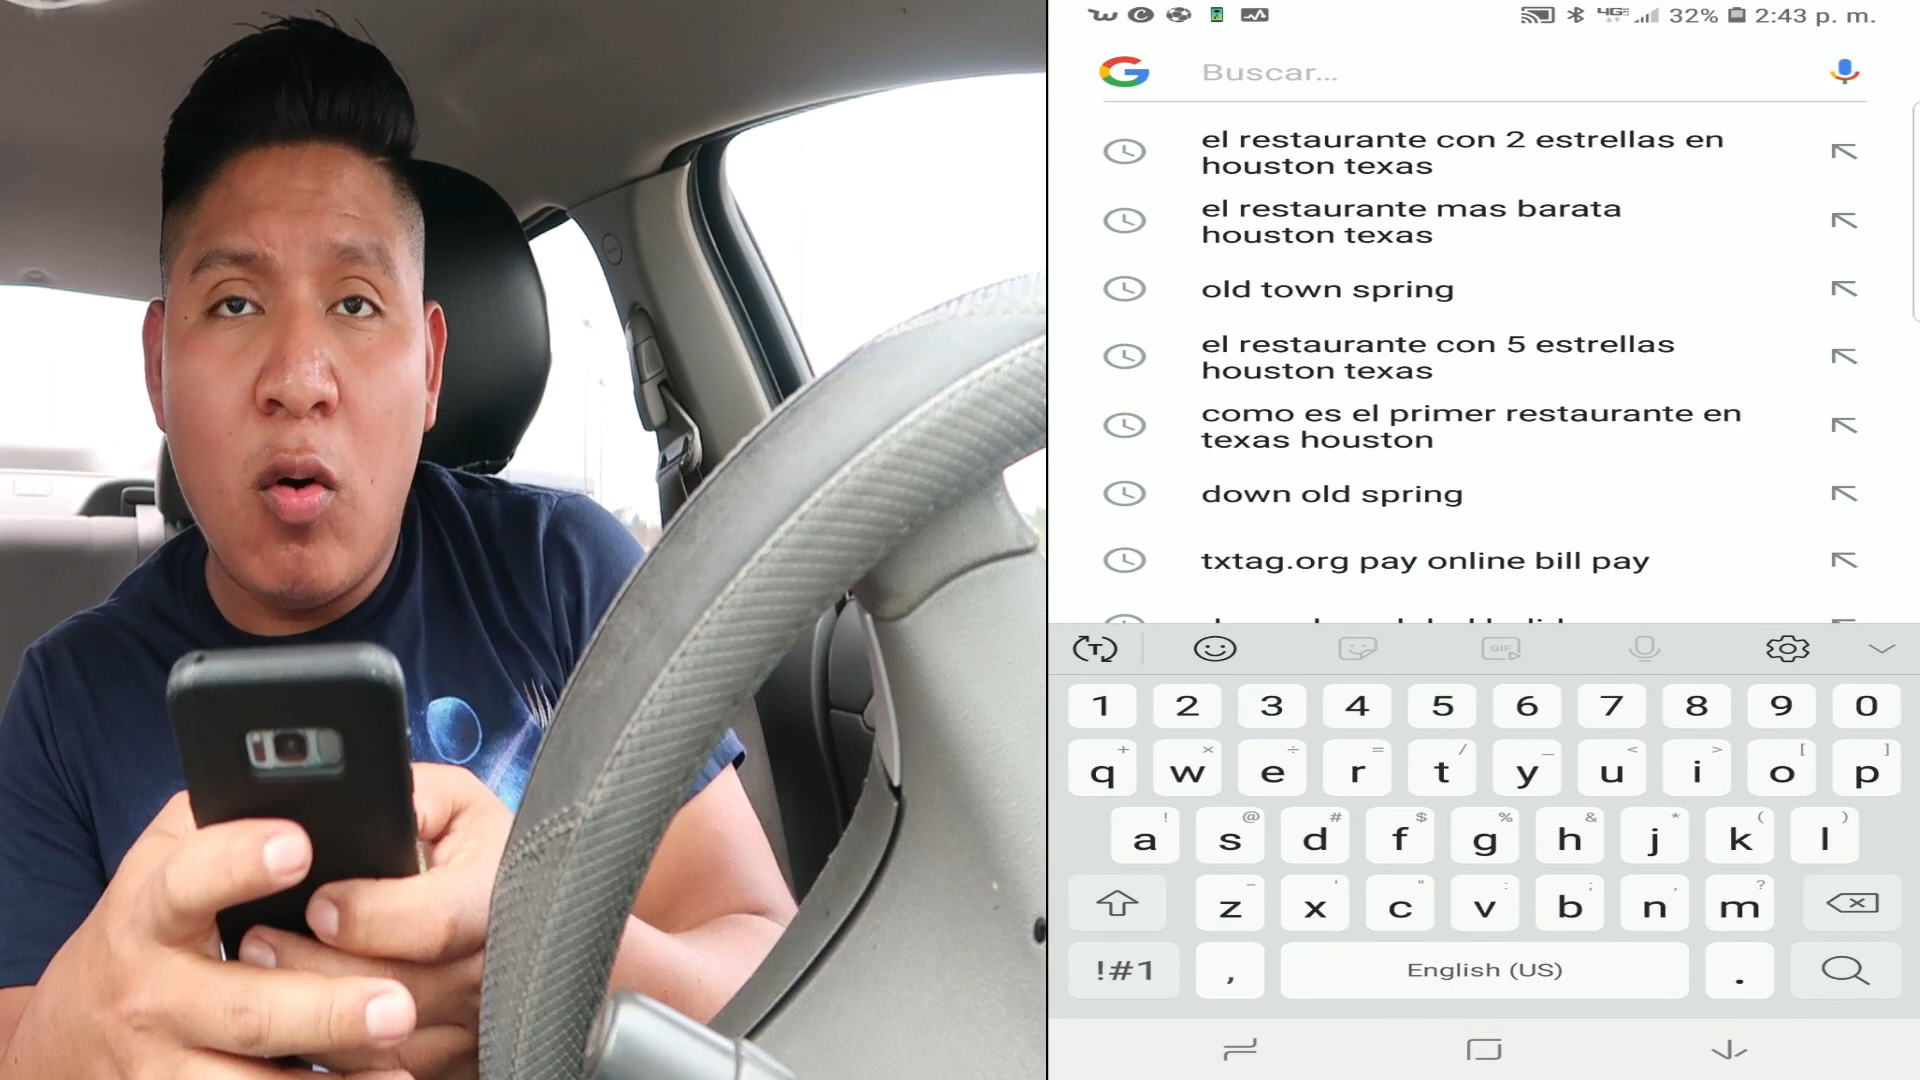 32% 2:43 p. m.
Buscar...
el restaurante con 2 estrellas en
houston texas
el restaurante mas barata
houston texas
old town spring
el restaurante con 5 estrellas
houston texas
como es el primer restaurante en
texas houston
down old spring
txtag.org pay online bill pay
T GIF
1 2 3 4 5 6 7 8 9 0
q w e r t y u i o p
a s d f g h j k l
z x c v b n m
!#1 , English (US) .